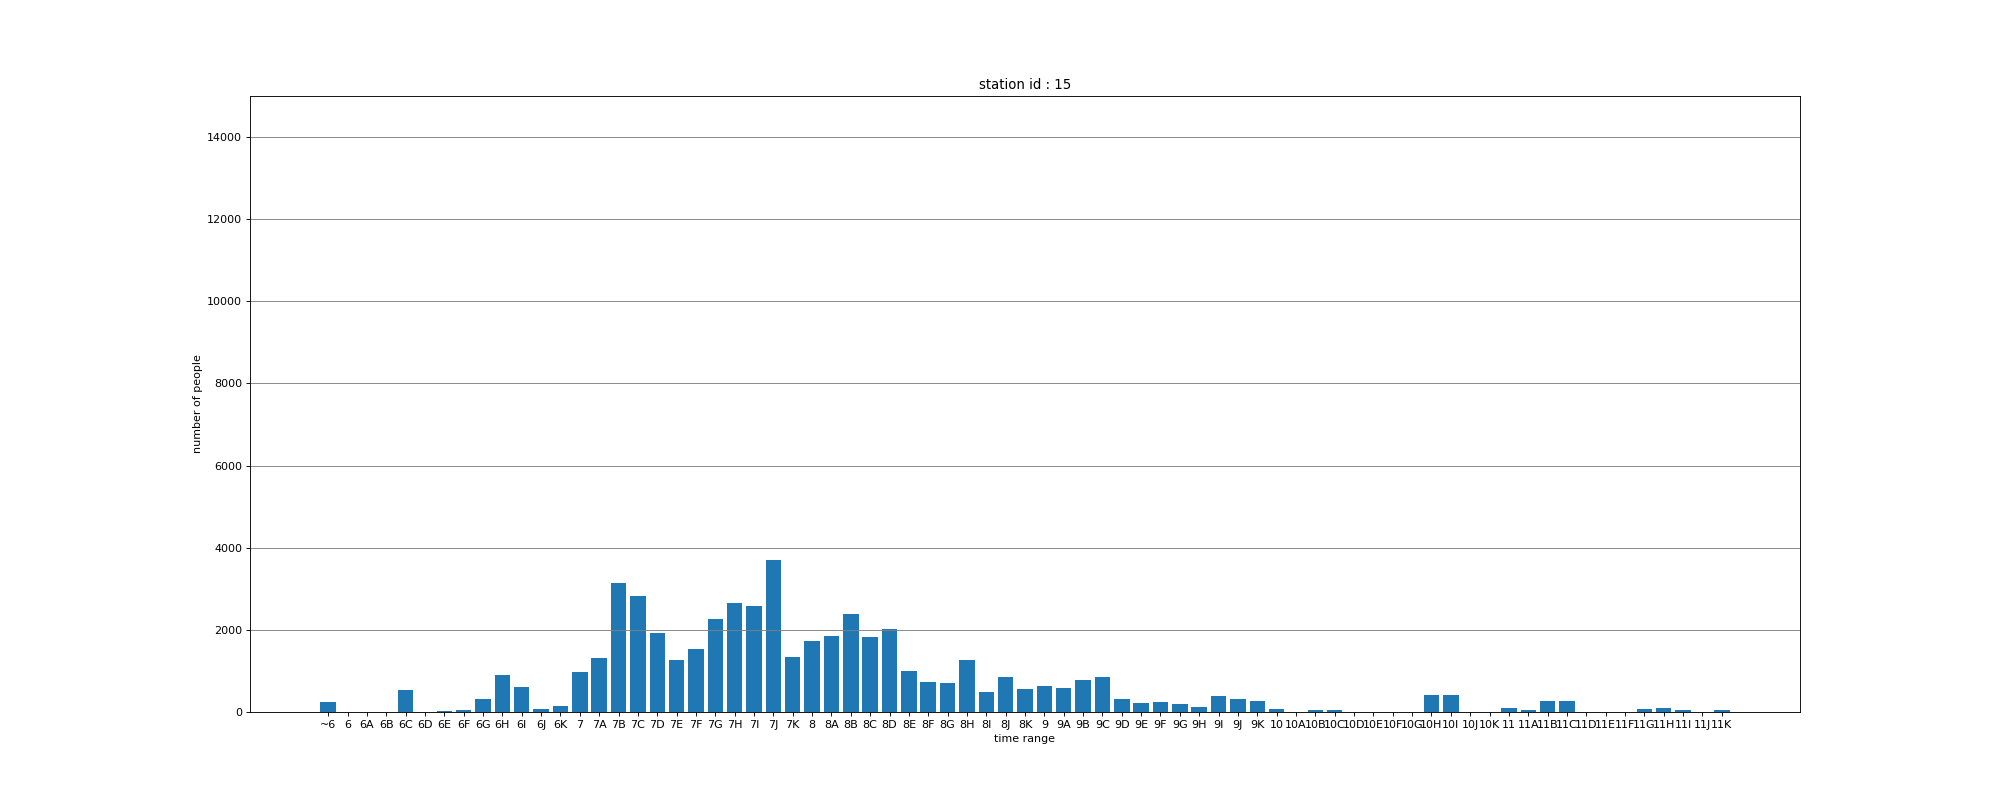 station id : 15
14000
12000
10000
8000
6000
4000
2000
0
number of people
~6 6 6A 6B 6C 6D 6E 6F 6G 6H 6I 6J 6K 7 7A 7B 7C 7D 7E 7F 7G 7H 7I 7J 7K 8 8A 8B 8C 8D 8E 8F 8G 8H 8I 8J 8K 9 9A 9B 9C 9D 9E 9F 9G 9H 9I 9J 9K 10 10A 10B 10C 10D 10E 10F 10G 10H 10I 10J 10K 11 11A 11B 11C 11D 11E 11F 11G 11H 11I 11J 11K
time range